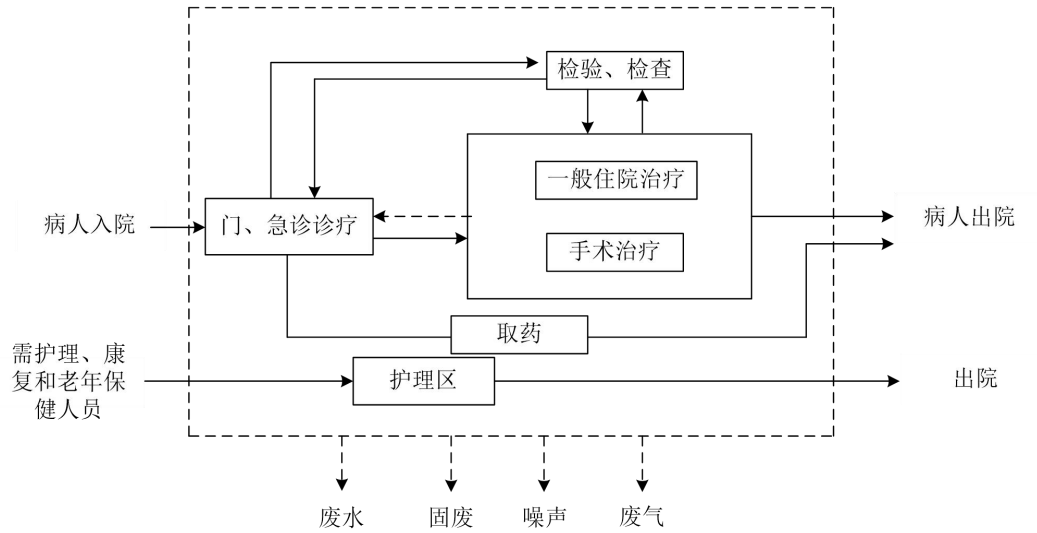 检验、检查
一般住院治疗
病人入院
门、急诊诊疗
病人出院
手术治疗
取药
需护理、康
复和老年保
健人员
护理区
出院
废水
固废
噪声
废气